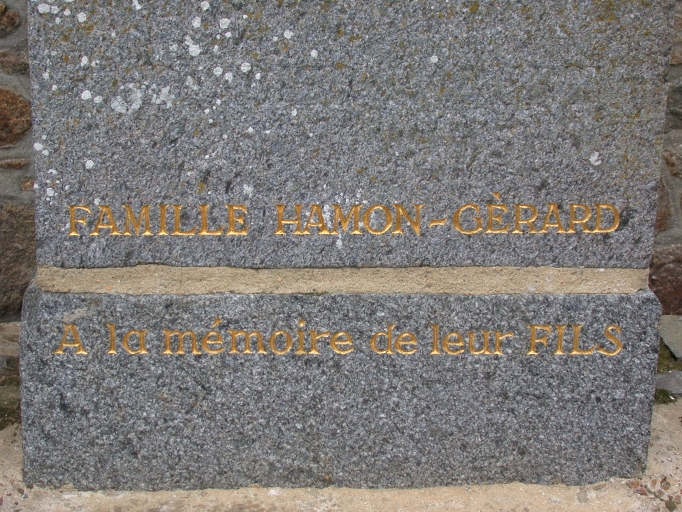 FAMILLE HAMON-GÈRARD
A la mémoire de leur FILS